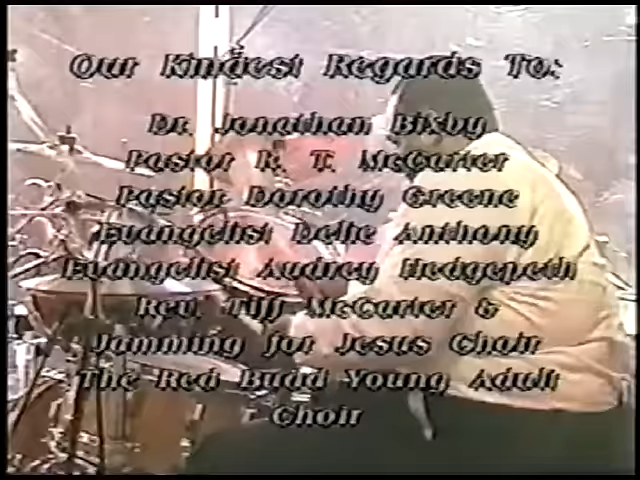 Our Kindest Regards To:
Dr. Jonathan Bixby
Pastor R. T. McCarter
Pastor Dorothy Greene
Evangelist Delie Anthony
Evangelist Audrey Hedgepeth
Rev. Tiff McCarter &
Jamming for Jesus Choir
The Red Budd Young Adult
Choir